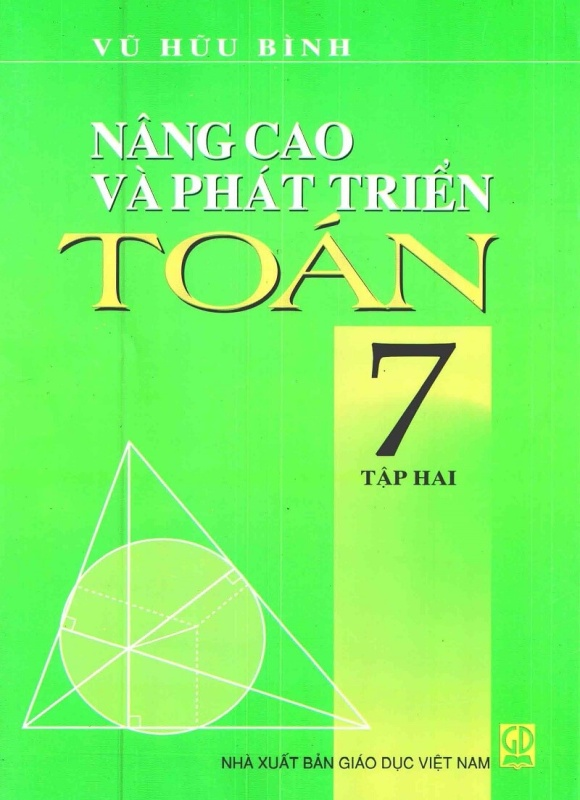 VŨ HỮU BÌNH
NÂNG CAO
VÀ PHÁT TRIỂN
TOÁN
7
TẬP HAI
GD
NHÀ XUẤT BẢN GIÁO DỤC VIỆT NAM